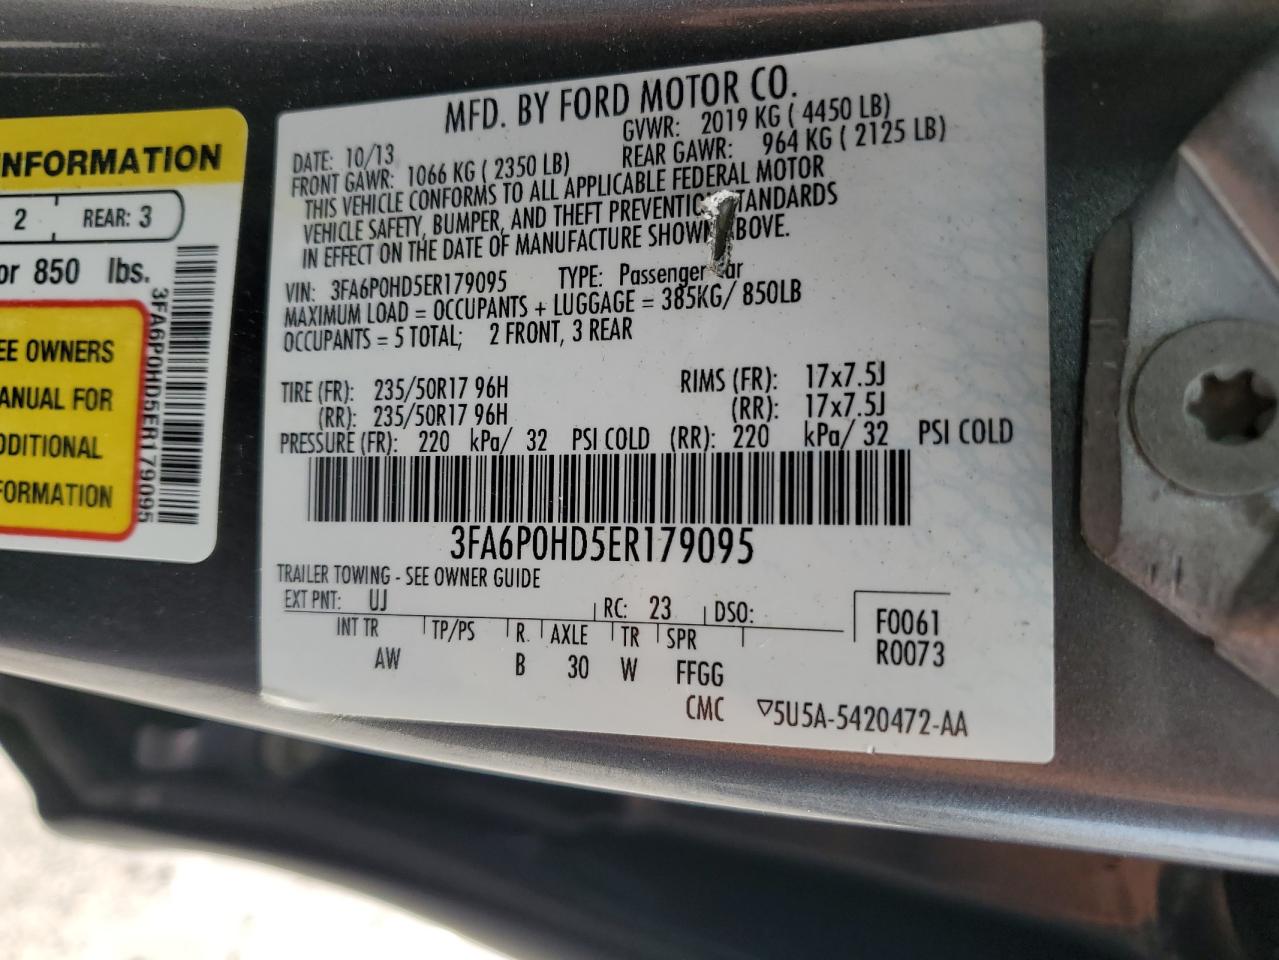 NFORMATION
2 REAR: 3
or 850 lbs.
EE OWNERS
ANUAL FOR
DDITIONAL
FORMATION
3FA6P0HD5ER179095
MFD. BY FORD MOTOR CO.
DATE: 10/13 GVWR: 2019 KG ( 4450 LB)
FRONT GAWR: 1066 KG ( 2350 LB) REAR GAWR: 964 KG ( 2125 LB)
THIS VEHICLE CONFORMS TO ALL APPLICABLE FEDERAL MOTOR
VEHICLE SAFETY, BUMPER, AND THEFT PREVENTIO TANDARDS
IN EFFECT ON THE DATE OF MANUFACTURE SHOWN BOVE.
VIN: 3FA6P0HD5ER179095 TYPE: Passenger Car
MAXIMUM LOAD = OCCUPANTS + LUGGAGE = 385KG/ 850LB
OCCUPANTS = 5 TOTAL; 2 FRONT, 3 REAR
TIRE (FR): 235/50R17 96H RIMS (FR): 17x7.5J
(RR): 235/50R17 96H (RR): 17x7.5J
PRESSURE (FR): 220 kPa/ 32 PSI COLD (RR): 220 kPa/ 32 PSI COLD
3FA6P0HD5ER179095
TRAILER TOWING - SEE OWNER GUIDE
EXT PNT: UJ RC: 23 DSO:
INT TR TP/PS R. AXLE TR SPR
AW B 30 W FFGG
F0061
R0073
CMC ▽5U5A-5420472-AA